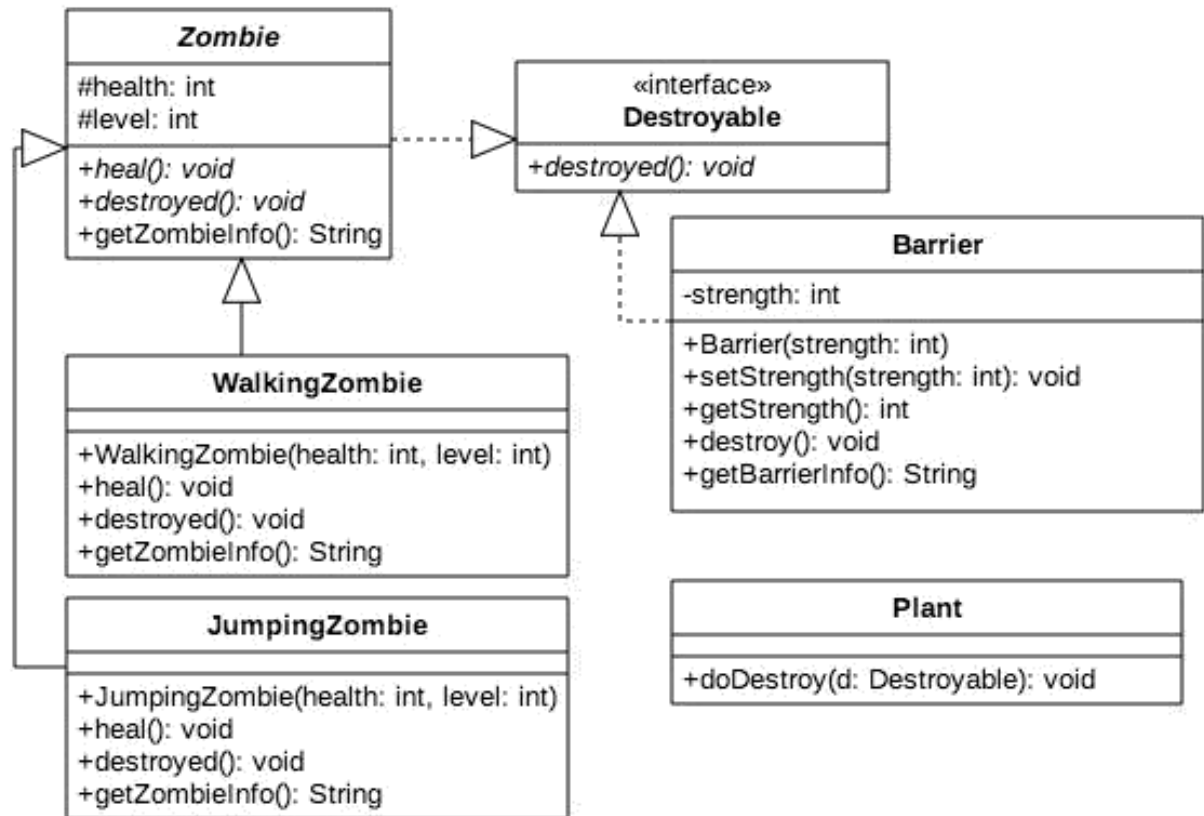 Zombie
#health: int
#level: int
+heal(): void
+destroyed(): void
+getZombieInfo(): String
«interface»
Destroyable
+destroyed(): void
Barrier
-strength: int
+Barrier(strength: int)
+setStrength(strength: int): void
+getStrength(): int
+destroy(): void
+getBarrierInfo(): String
WalkingZombie
+WalkingZombie(health: int, level: int)
+heal(): void
+destroyed(): void
+getZombieInfo(): String
JumpingZombie
+JumpingZombie(health: int, level: int)
+heal(): void
+destroyed(): void
+getZombieInfo(): String
Plant
+doDestroy(d: Destroyable): void